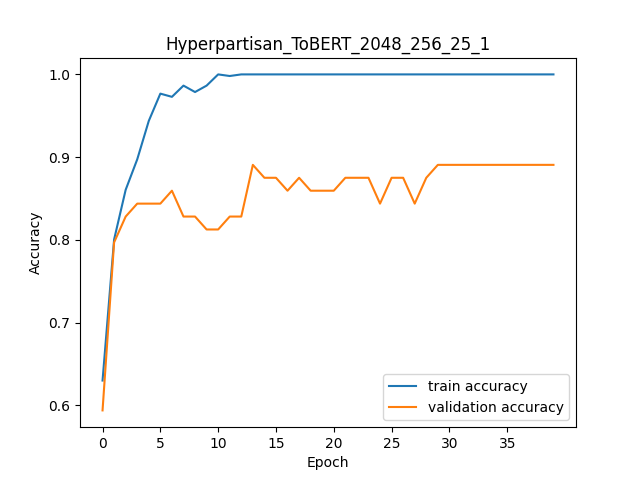 Hyperpartisan_ToBERT_2048_256_25_1
1.0
0.9
0.8
0.7
0.6
Accuracy
0 5 10 15 20 25 30 35
Epoch
train accuracy
validation accuracy